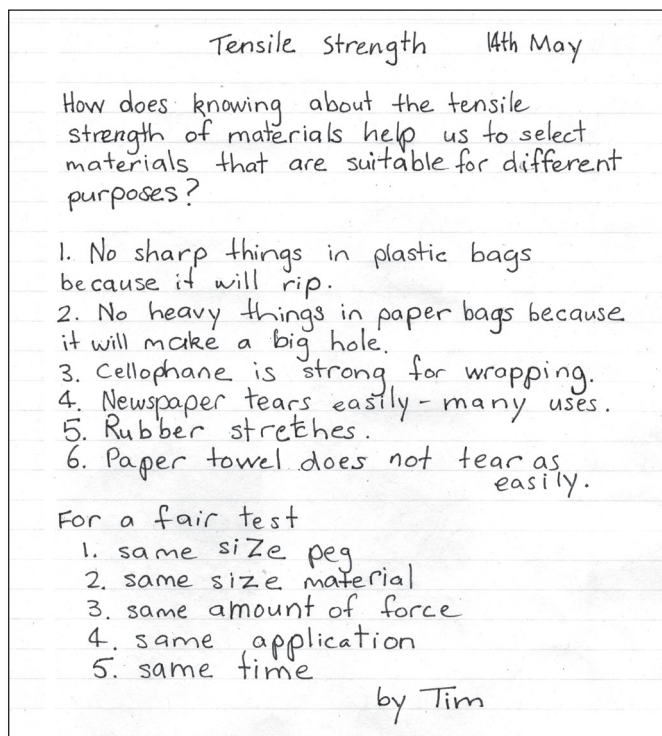 Tensile Strength 14th May
How does knowing about the tensile
strength of materials help us to select
materials that are suitable for different
purposes?
1. No sharp things in plastic bags
because it will rip.
2. No heavy things in paper bags because
it will make a big hole.
3. Cellophane is strong for wrapping.
4. Newspaper tears easily - many uses.
5. Rubber stretches.
6. Paper towel does not tear as
easily.
For a fair test
1. same size peg
2. same size material
3. same amount of force
4. same application
5. same time
by Tim